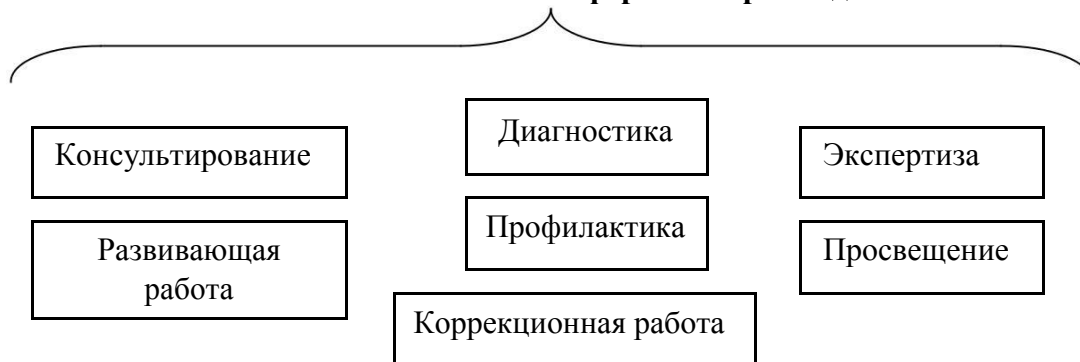 Консультирование
Диагностика
Экспертиза
Развивающая
работа
Профилактика
Просвещение
Коррекционная работа